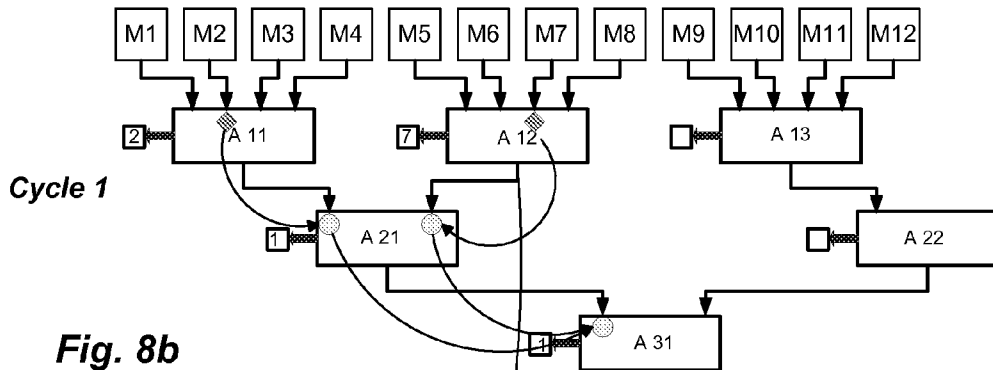 M1 M2 M3 M4 M5 M6 M7 M8 M9 M10 M11 M12
2 A 11 7 A 12 A 13
Cycle 1
1 A 21 A 22
1 A 31
Fig. 8b